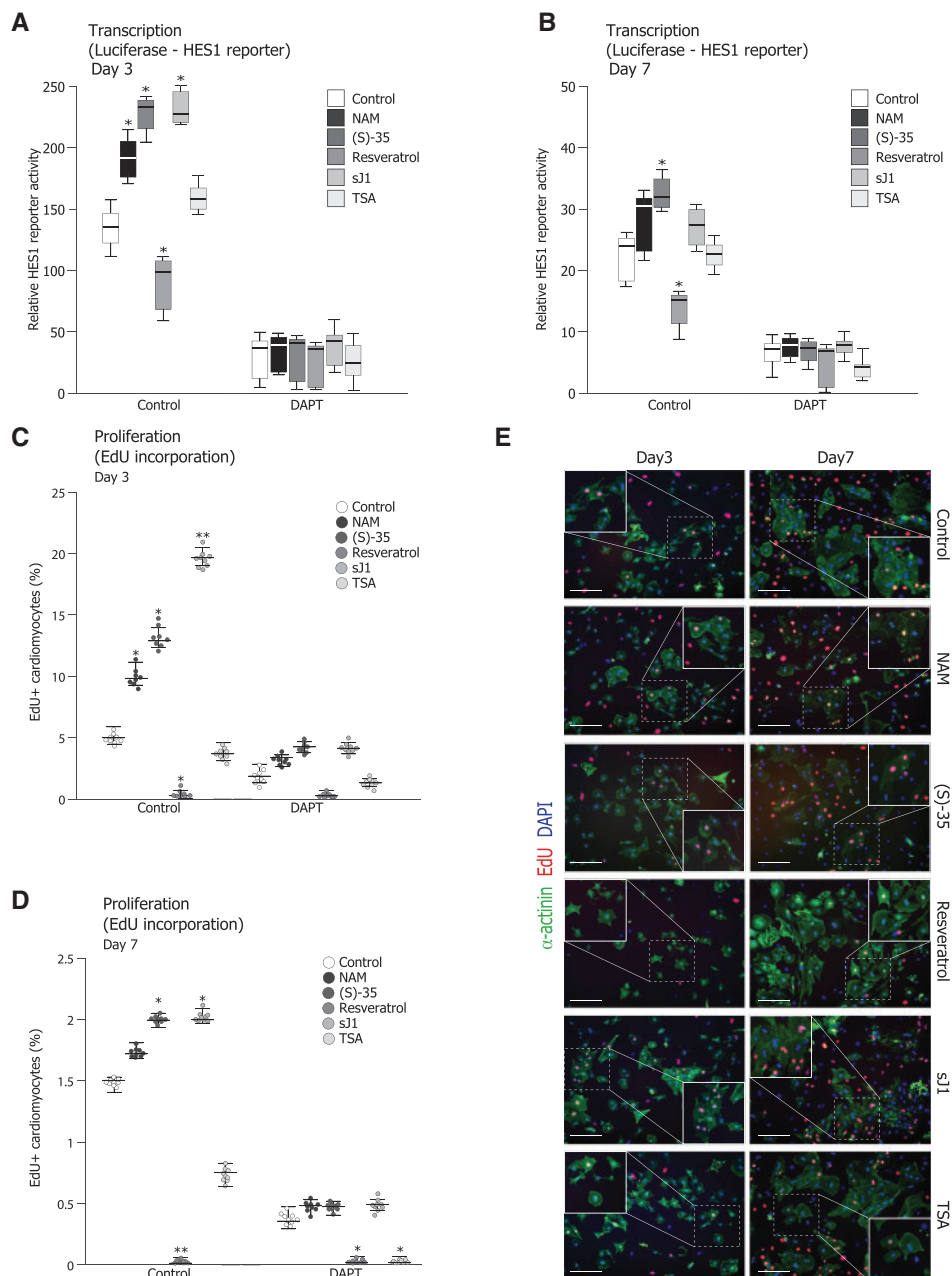 A
Transcription
(Luciferase - HES1 reporter)
Day 3
Relative HES1 reporter activity
250
200
150
100
50
0
*
*
*
*
Control
NAM
(S)-35
Resveratrol
sJ1
TSA
Control
DAPT
B
Transcription
(Luciferase - HES1 reporter)
Day 7
Relative HES1 reporter activity
50
40
30
20
10
0
*
*
Control
NAM
(S)-35
Resveratrol
sJ1
TSA
Control
DAPT
C
Proliferation
(EdU incorporation)
Day 3
EdU+ cardiomyocytes (%)
25
20
15
10
5
0
*
*
*
**
Control
NAM
(S)-35
Resveratrol
sJ1
TSA
Control
DAPT
D
Proliferation
(EdU incorporation)
Day 7
EdU+ cardiomyocytes (%)
2.5
2
1.5
1
0.5
0
*
**
*
*
*
Control
NAM
(S)-35
Resveratrol
sJ1
TSA
Control
DAPT
E
Day3
Day7
α-actinin EdU DAPI
Control
NAM
(S)-35
Resveratrol
sJ1
TSA